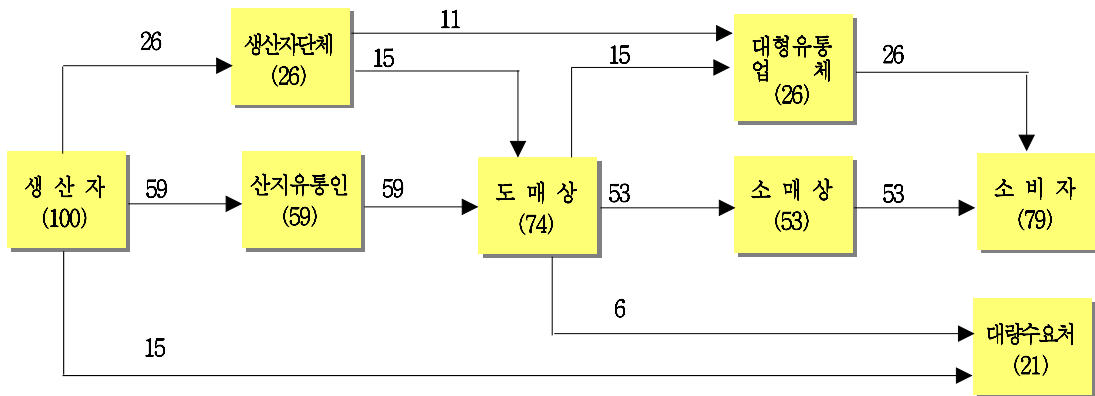 11
26
생산자단체
(26)
15
15
대형유통
업 체
(26)
26
생 산 자
(100)
59
산지유통인
(59)
59
도 매 상
(74)
53
소 매 상
(53)
53
소 비 자
(79)
6
15
대량수요처
(21)